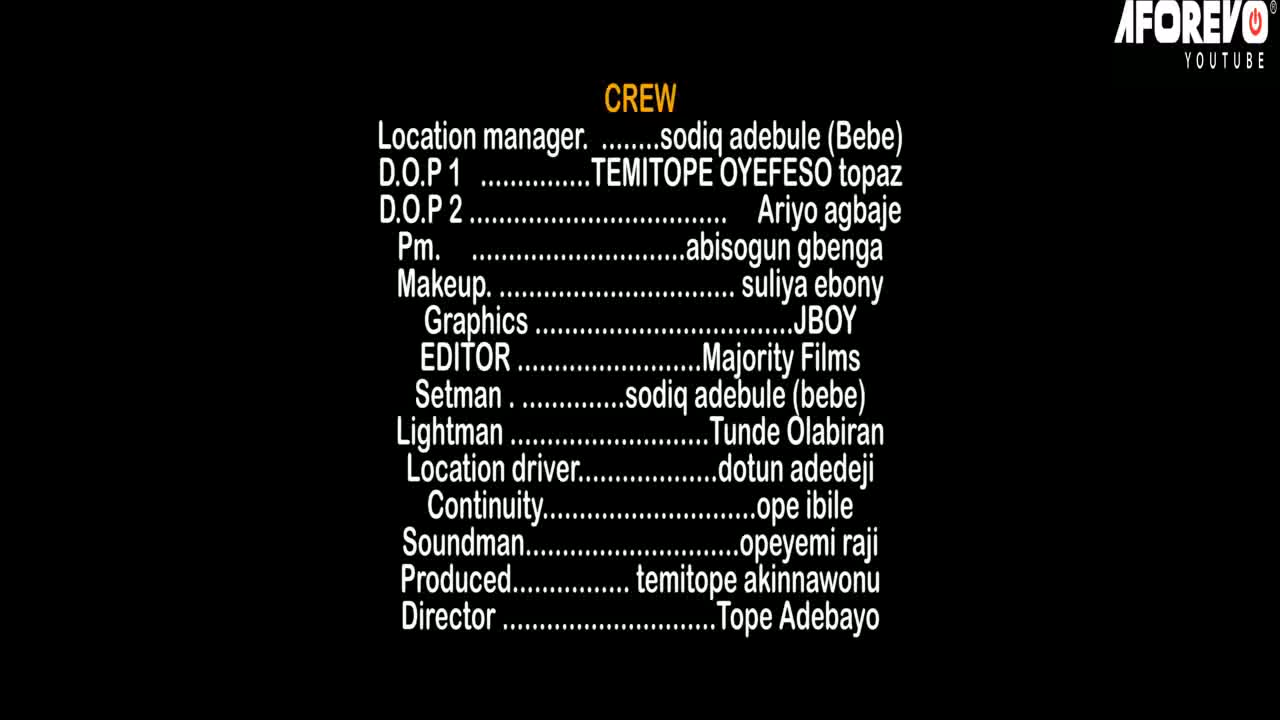 AFOREVO®
YOUTUBE
CREW
Location manager. ........sodiq adebule (Bebe)
D.O.P 1 ...............TEMITOPE OYEFESO topaz
D.O.P 2 ................................... Ariyo agbaje
Pm. .............................abisogun gbenga
Makeup. ................................ suliya ebony
Graphics ...................................JBOY
EDITOR .........................Majority Films
Setman . ..............sodiq adebule (bebe)
Lightman ...........................Tunde Olabiran
Location driver...................dotun adedeji
Continuity.............................ope ibile
Soundman.............................opeyemi raji
Produced................ temitope akinnawonu
Director .............................Tope Adebayo